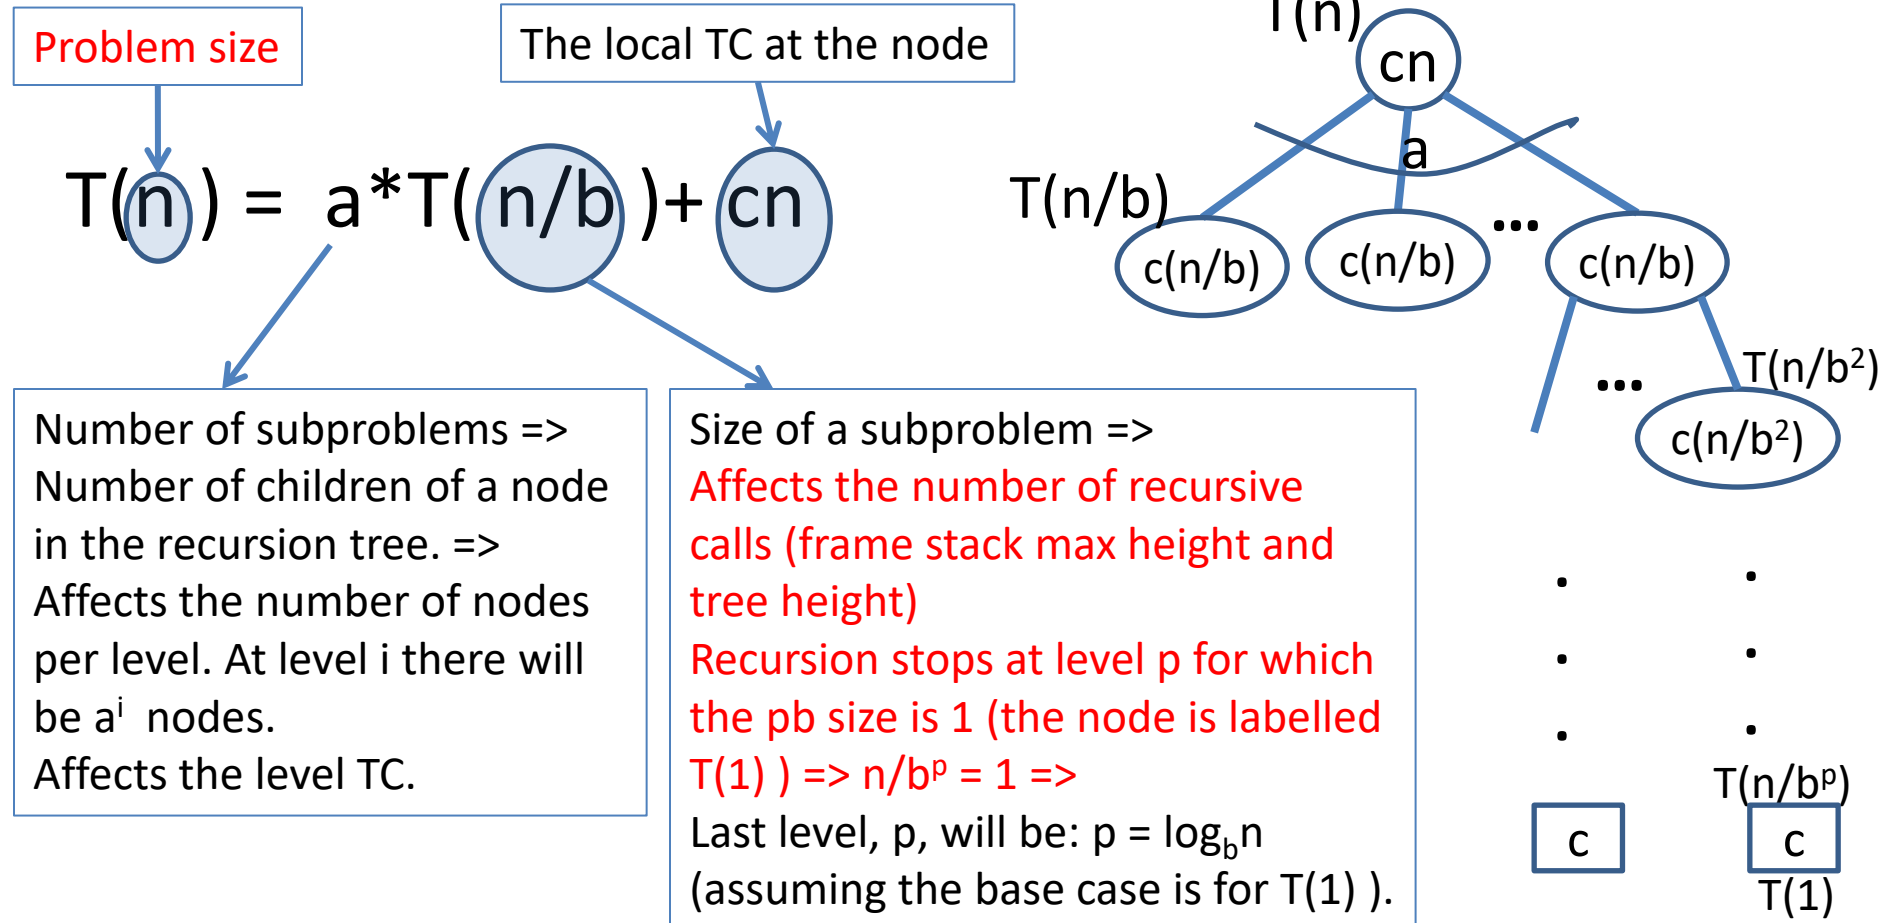 Problem size
The local TC at the node
T(n) = a*T( n/b )+ cn
Number of subproblems =>
Number of children of a node
in the recursion tree. =>
Affects the number of nodes
per level. At level i there will
be aⁱ nodes.
Affects the level TC.
Size of a subproblem =>
Affects the number of recursive
calls (frame stack max height and
tree height)
Recursion stops at level p for which
the pb size is 1 (the node is labelled
T(1) ) => n/bᵖ = 1 =>
Last level, p, will be: p = log_b n
(assuming the base case is for T(1) ).
T(n)
cn
a
T(n/b)
c(n/b) c(n/b) ... c(n/b)
... T(n/b²)
c(n/b²)
. .
. .
. .
T(n/bᵖ)
c c
T(1)